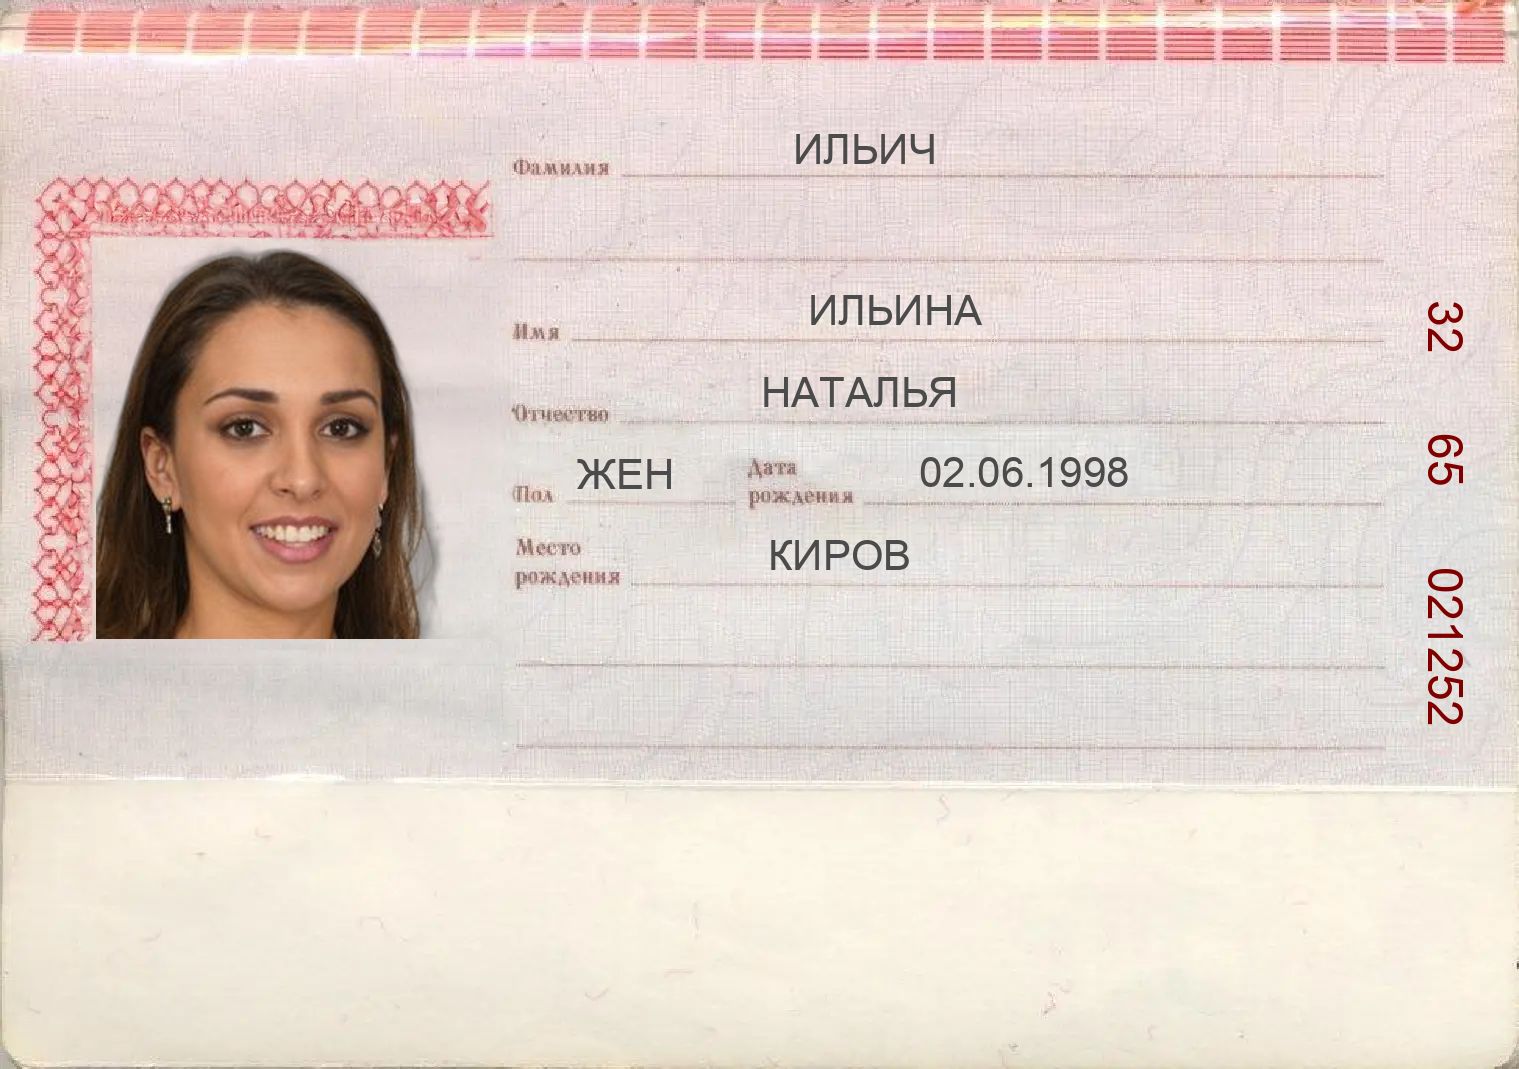 Фамилия ИЛЬИЧ
Имя ИЛЬИНА
Отчество НАТАЛЬЯ
Пол ЖЕН Дата рождения 02.06.1998
Место рождения КИРОВ
32 65 021252